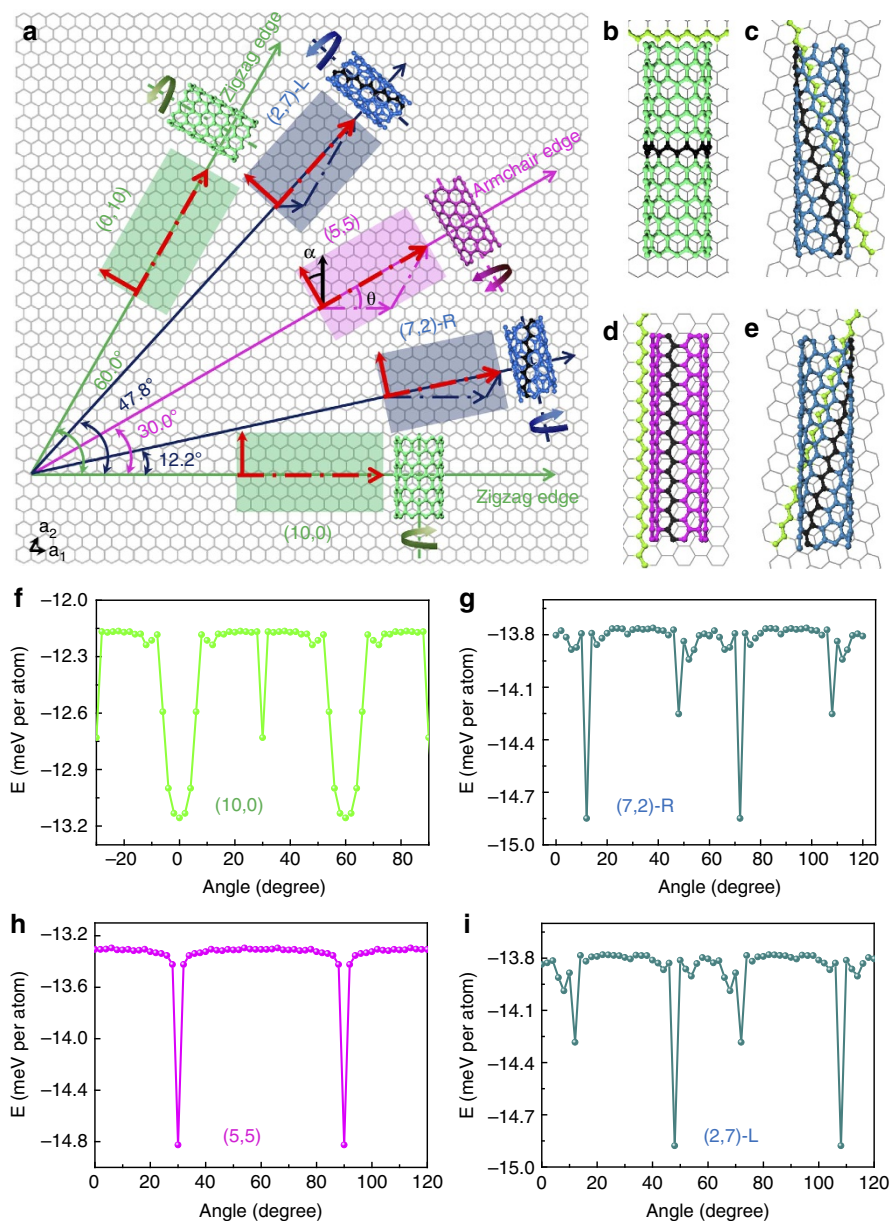 a
Zigzag edge
(2,7)-L
(0,10)
Armchair edge
(5,5)
α
θ
(7,2)-R
60.0°
47.8°
30.0°
12.2°
Zigzag edge
(10,0)
a2
a1
b
c
d
e
f
−12.0
−12.3
−12.6
−12.9
−13.2
E (meV per atom)
(10,0)
−20 0 20 40 60 80
Angle (degree)
g
−13.8
−14.1
−14.4
−14.7
−15.0
E (meV per atom)
(7,2)-R
0 20 40 60 80 100 120
Angle (degree)
h
−13.2
−13.6
−14.0
−14.4
−14.8
E (meV per atom)
(5,5)
0 20 40 60 80 100 120
Angle (degree)
i
−13.8
−14.1
−14.4
−14.7
−15.0
E (meV per atom)
(2,7)-L
0 20 40 60 80 100 120
Angle (degree)